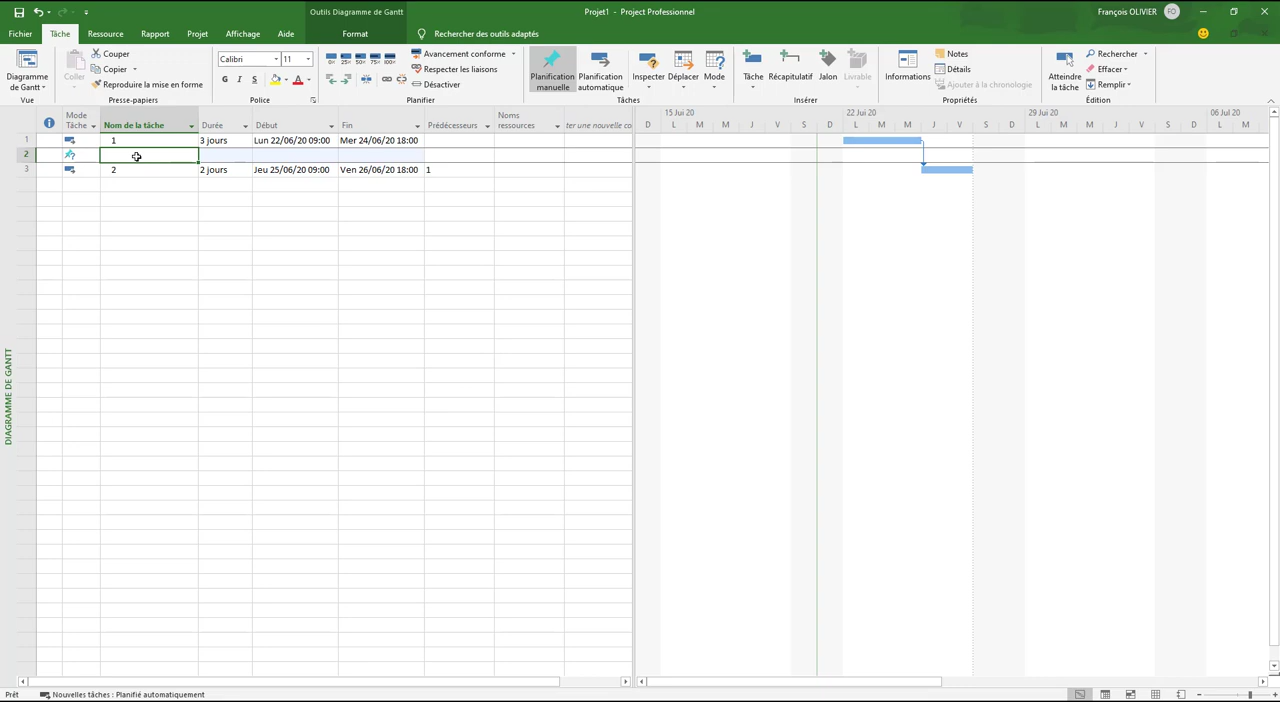 Outils Diagramme de Gantt
Projet1 - Project Professionnel
François OLIVIER FO
Fichier Tâche Ressource Rapport Projet Affichage Aide Format Rechercher des outils adaptés
Diagramme de Gantt
Vue
Coller
Couper
Copier
Reproduire la mise en forme
Presse-papiers
Calibri 11
G I S
Police
0% 25% 50% 75% 100%
Avancement conforme
Respecter les liaisons
Désactiver
Planifier
Planification manuelle
Planification automatique
Inspecter
Déplacer
Mode
Tâches
Tâche
Récapitulatif
Jalon
Livrable
Insérer
Informations
Notes
Détails
Ajouter à la chronologie
Propriétés
Atteindre la tâche
Rechercher
Effacer
Remplir
Édition
Mode Tâche
Nom de la tâche
Durée
Début
Fin
Prédécesseurs
Noms ressources
ter une nouvelle co
15 Jui 20 22 Jui 20 29 Jui 20 06 Jul 20
D L M M J V S D L M M J V S D L M M J V S D L M
1 1 3 jours Lun 22/06/20 09:00 Mer 24/06/20 18:00
2
3 2 2 jours Jeu 25/06/20 09:00 Ven 26/06/20 18:00 1
DIAGRAMME DE GANTT
Prêt
Nouvelles tâches : Planifié automatiquement